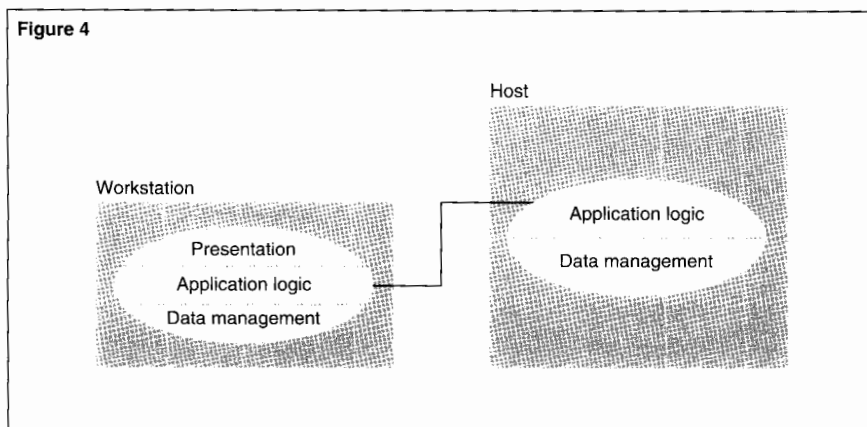 Figure 4
Host
Workstation
Application logic
Presentation
Data management
Application logic
Data management